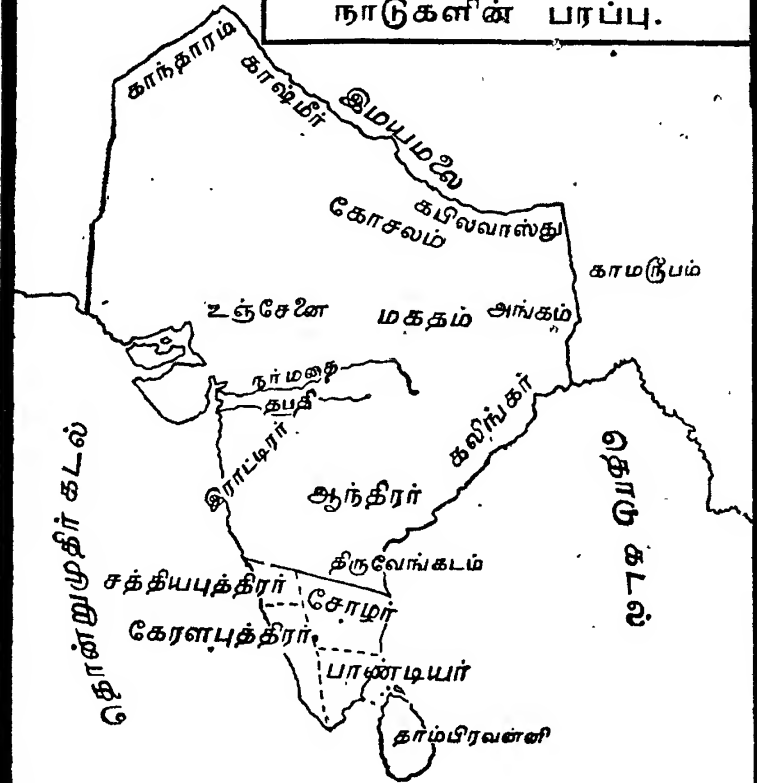 நாடுகளின் பரப்பு.
காந்தாரம்
காஷ்மீர்
இமயமலை
கோசலம்
கபிலவாஸ்து
காமரூபம்
உஞ்சேனை
மகதம்
அங்கம்
நர்மதை
தபதி
கலிங்கர்
இராட்டிரர்
ஆந்திரர்
தொன்றுமுதிர் கடல்
தொடு கடல்
திருவேங்கடம்
சத்தியபுத்திரர்
சோழர்
கேரளபுத்திரர்
பாண்டியர்
தாம்பிரவன்னி